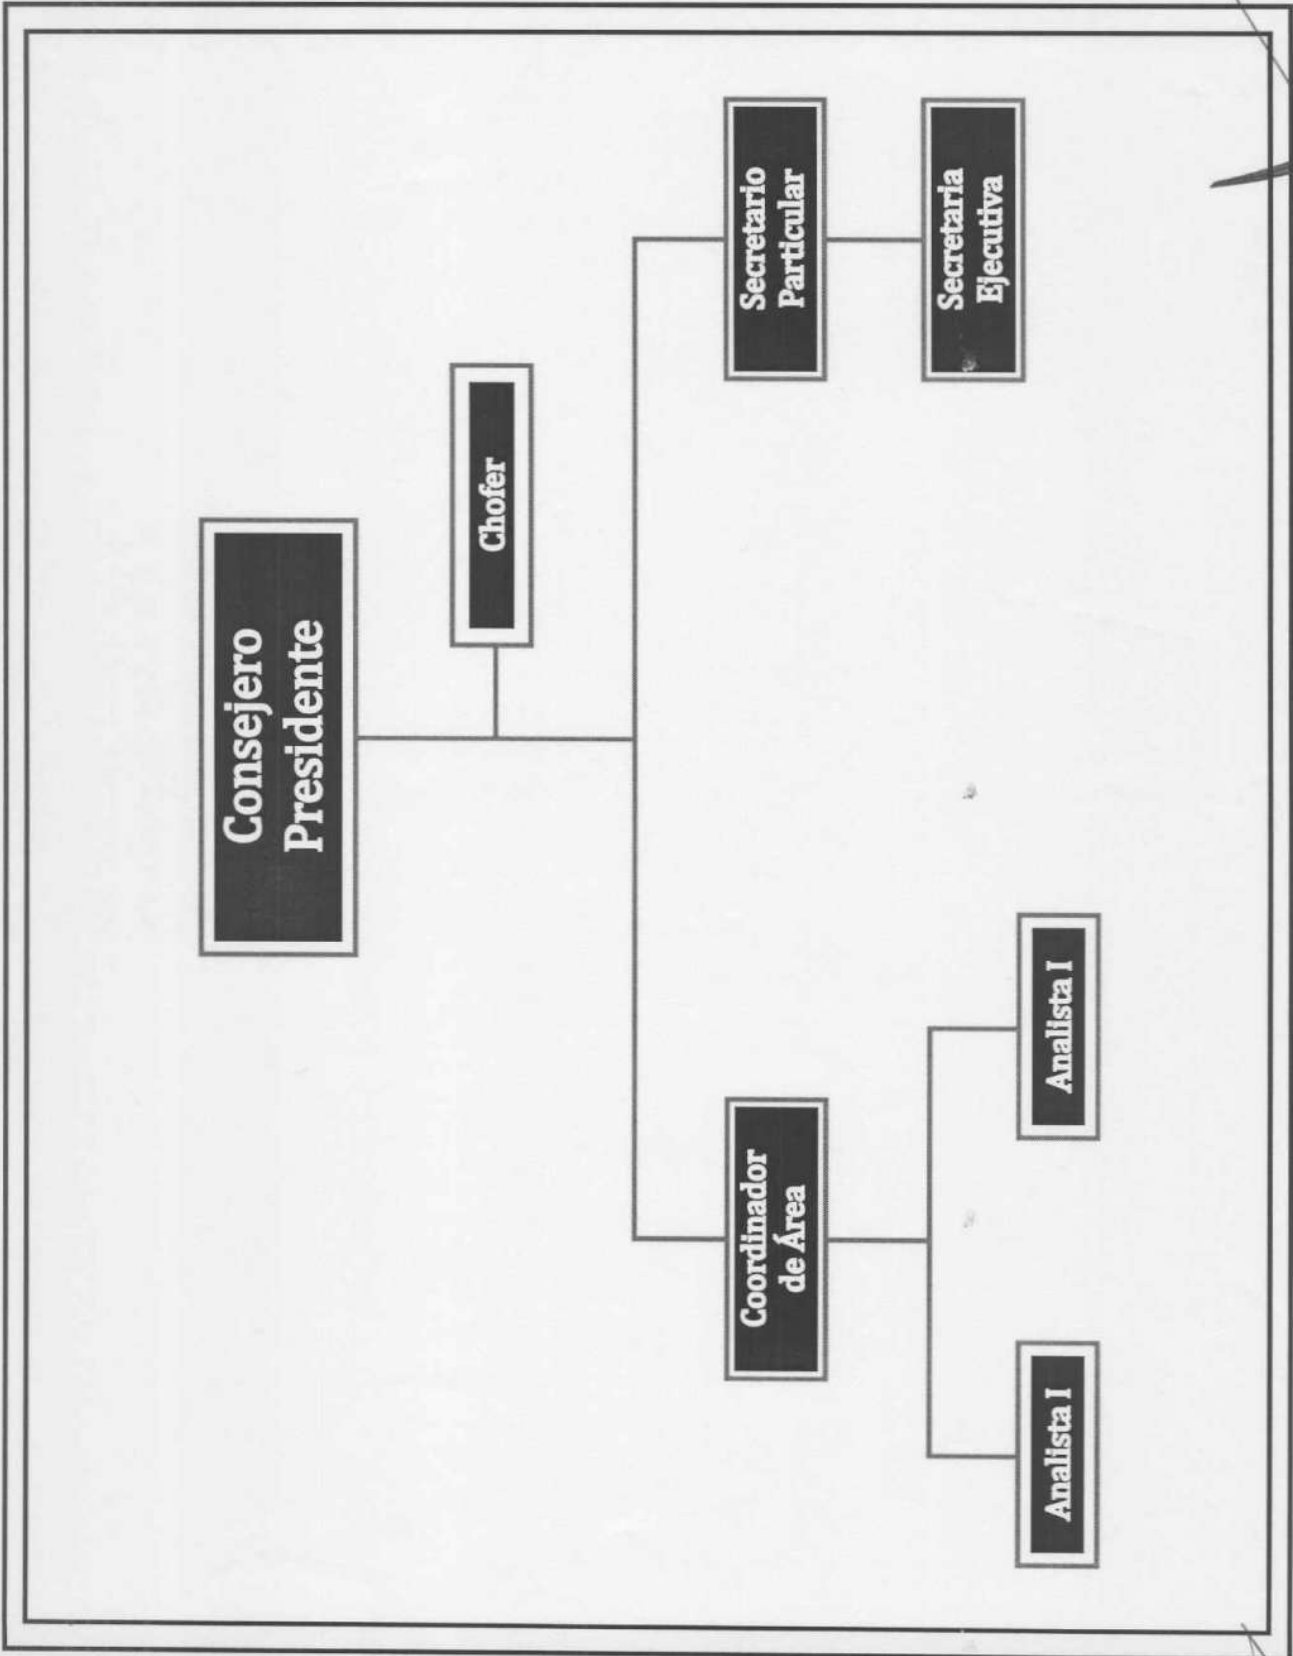 Consejero
Presidente
Chofer
Coordinador
de Área
Secretario
Particular
Secretaria
Ejecutiva
Analista I
Analista I